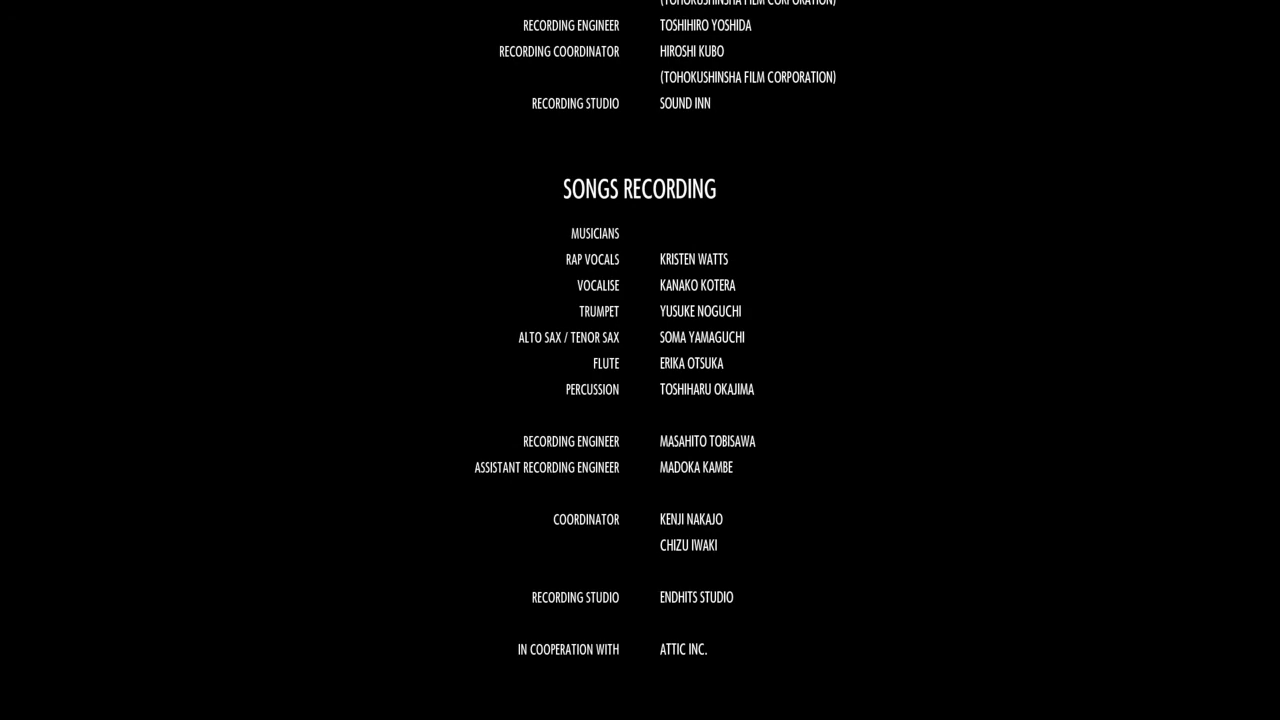 (TOHOKUSHINSHA FILM CORPORATION)
RECORDING ENGINEER TOSHIHIRO YOSHIDA
RECORDING COORDINATOR HIROSHI KUBO
(TOHOKUSHINSHA FILM CORPORATION)
RECORDING STUDIO SOUND INN
SONGS RECORDING
MUSICIANS
RAP VOCALS KRISTEN WATTS
VOCALISE KANAKO KOTERA
TRUMPET YUSUKE NOGUCHI
ALTO SAX / TENOR SAX SOMA YAMAGUCHI
FLUTE ERIKA OTSUKA
PERCUSSION TOSHIHARU OKAJIMA
RECORDING ENGINEER MASAHITO TOBISAWA
ASSISTANT RECORDING ENGINEER MADOKA KAMBE
COORDINATOR KENJI NAKAJO
CHIZU IWAKI
RECORDING STUDIO ENDHITS STUDIO
IN COOPERATION WITH ATTIC INC.